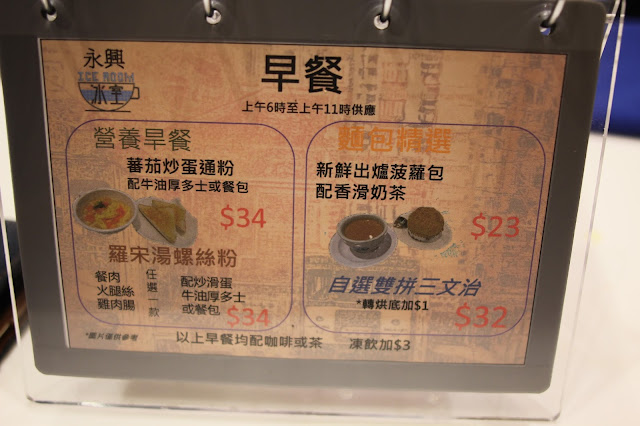 永興
ICE ROOM
冰室
早餐
上午6時至上午11時供應
營養早餐
蕃茄炒蛋通粉
配牛油厚多士或餐包
$34
羅宋湯螺絲粉
餐肉
火腿絲
雞肉腸
任選一款
配炒滑蛋
牛油厚多士
或餐包
$34
麵包精選
新鮮出爐菠蘿包
配香滑奶茶
$23
自選雙拼三文治
*轉烘底加$1
$32
*圖片僅供參考
以上早餐均配咖啡或茶 凍飲加$3